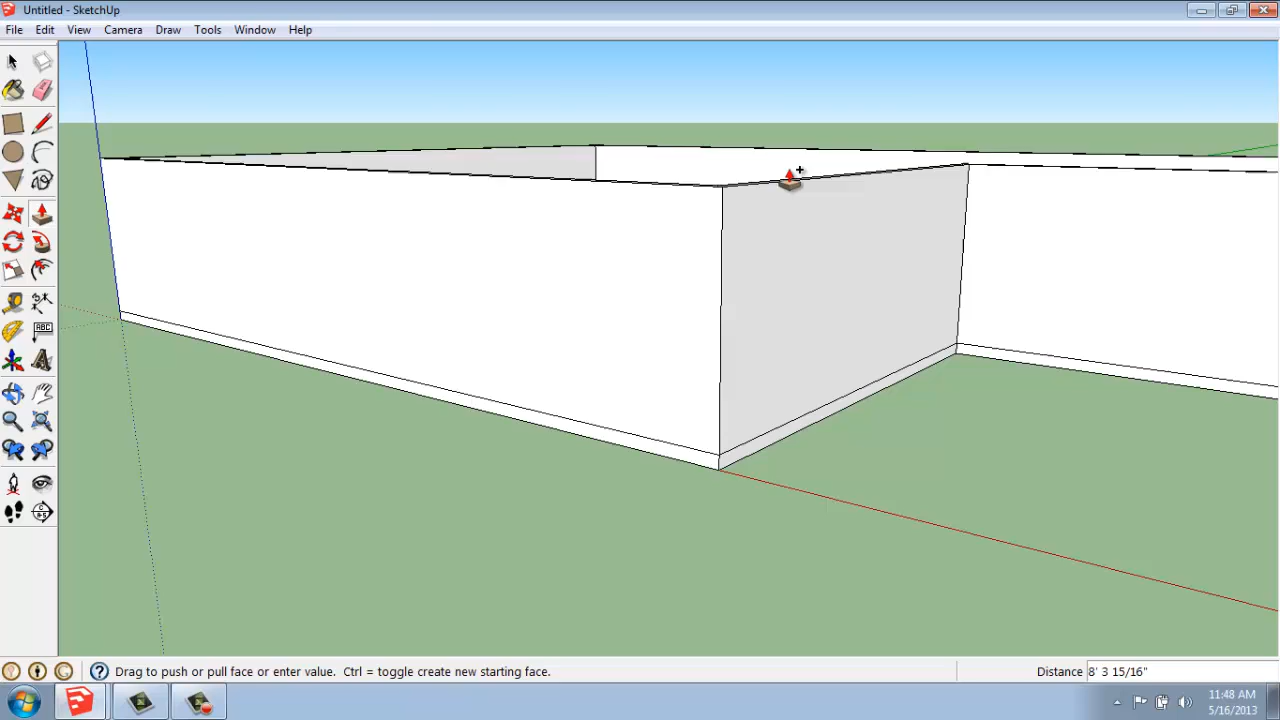 Untitled - SketchUp
File Edit View Camera Draw Tools Window Help
ABC
A
Drag to push or pull face or enter value. Ctrl = toggle create new starting face.
Distance 8' 3 15/16"
11:48 AM
5/16/2013